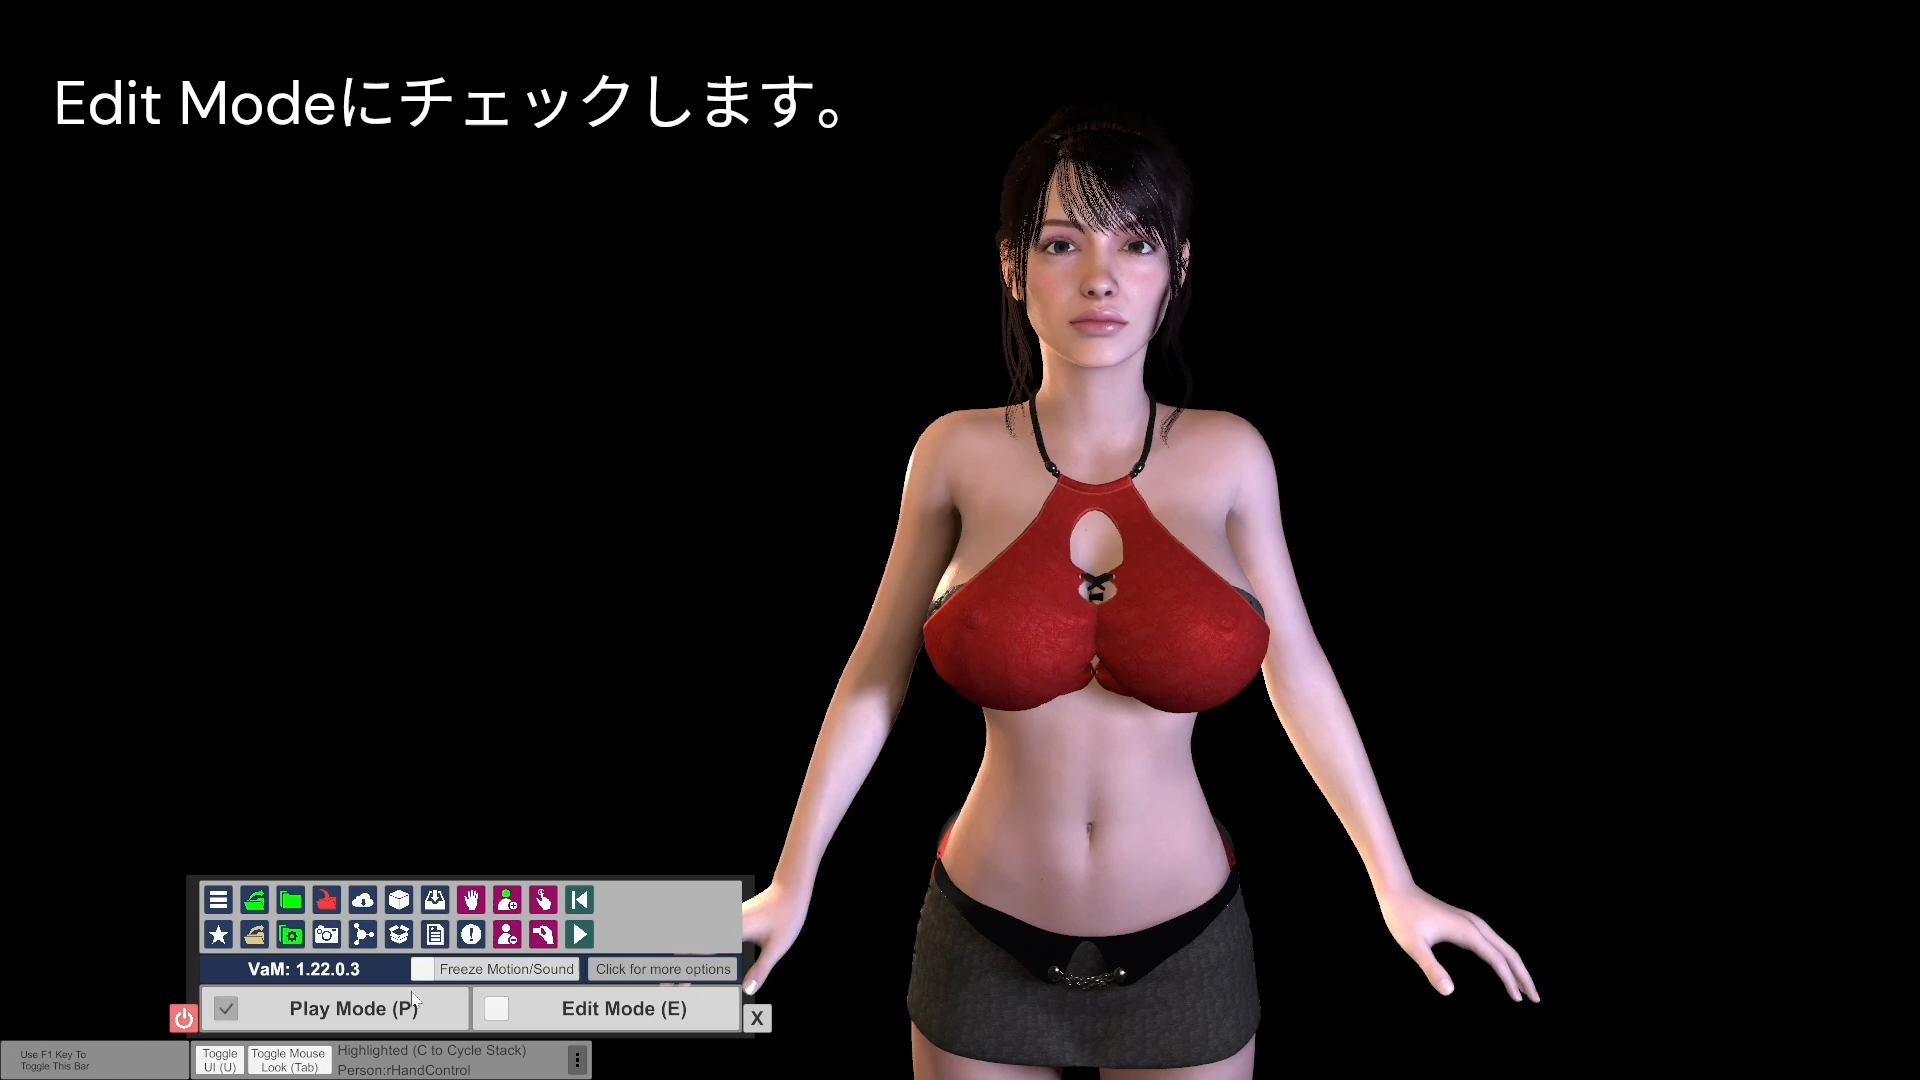 Edit Modeにチェックします。
VaM: 1.22.0.3
Freeze Motion/Sound
Click for more options
Play Mode (P)
Edit Mode (E)
X
Use F1 Key To
Toggle This Bar
Toggle
UI (U)
Toggle Mouse
Look (Tab)
Highlighted (C to Cycle Stack)
Person:rHandControl